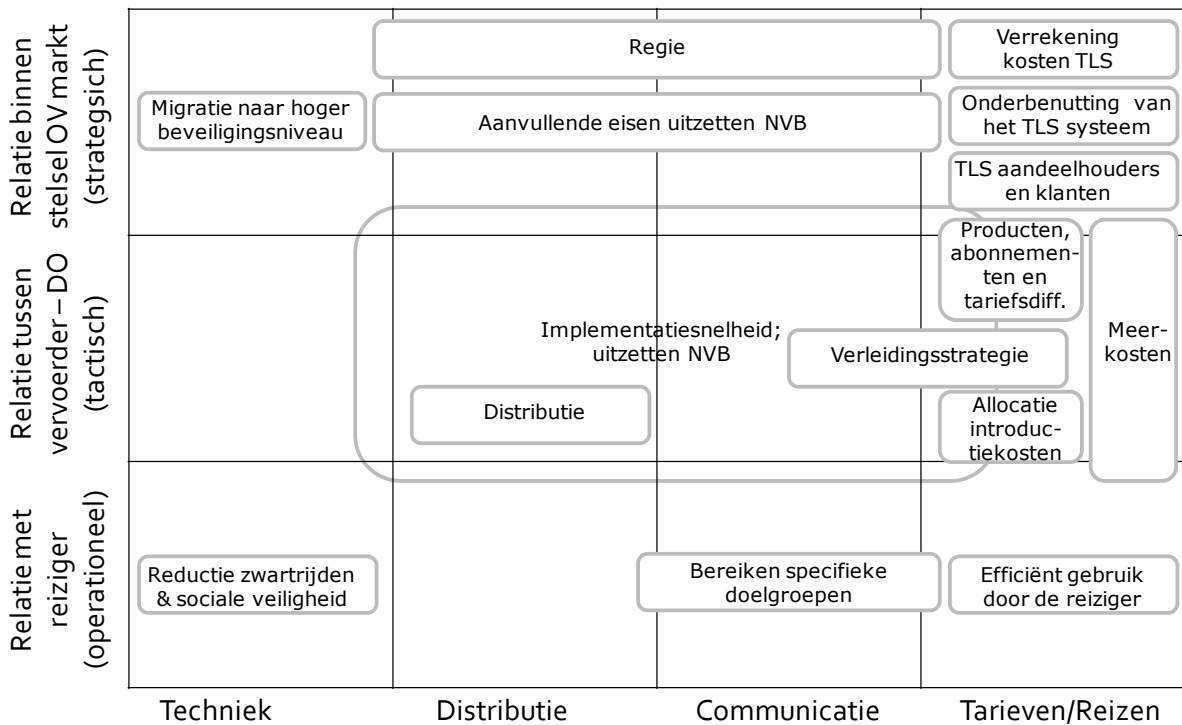 Relatie binnen
stelsel OV markt
(strategsich)
Regie
Verrekening
kosten TLS
Migratie naar hoger
beveiligingsniveau
Aanvullende eisen uitzetten NVB
Onderbenutting van
het TLS systeem
TLS aandeelhouders
en klanten
Relatie tussen
vervoerder – DO
(tactisch)
Producten,
abonnemen-
ten en
tariefsdiff.
Implementatiesnelheid;
uitzetten NVB
Verleidingsstrategie
Meer-
kosten
Distributie
Allocatie
introduc-
tiekosten
Relatie met
reiziger
(operationeel)
Reductie zwartrijden
& sociale veiligheid
Bereiken specifieke
doelgroepen
Efficiënt gebruik
door de reiziger
Techniek
Distributie
Communicatie
Tarieven/Reizen